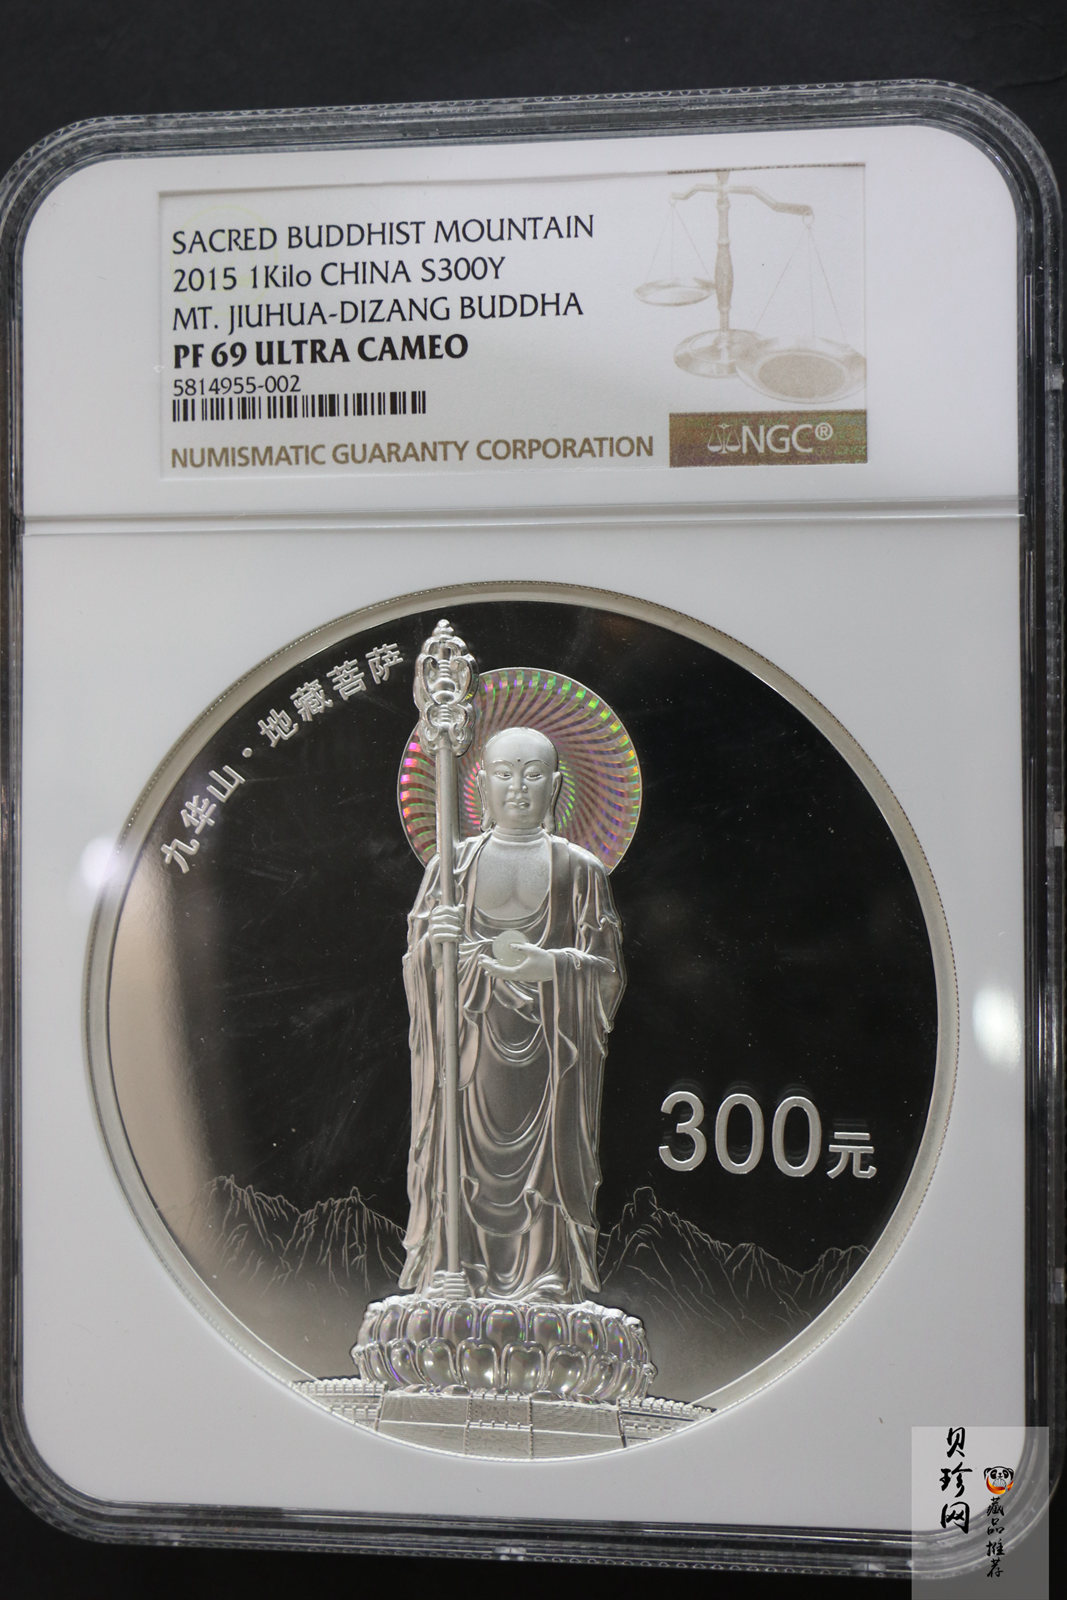 SACRED BUDDHIST MOUNTAIN
2015 1Kilo CHINA S300Y
MT. JIUHUA-DIZANG BUDDHA
PF 69 ULTRA CAMEO
5814955-002
NUMISMATIC GUARANTY CORPORATION
NGC®
九华山·地藏菩萨
300元
贝珍网
藏品推荐